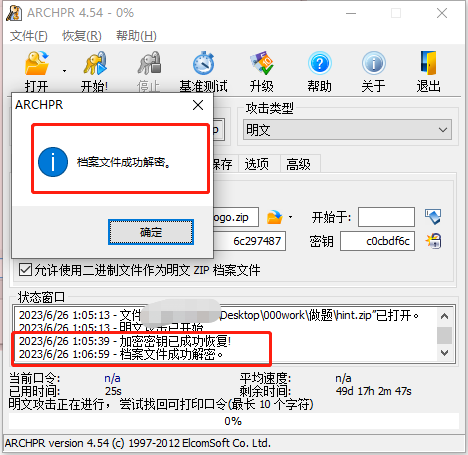 ARCHPR 4.54 - 0%
文件(F) 恢复(R) 帮助(H)
打开 开始! 停止 基准测试 升级 帮助 关于 退出
ARCHPR
攻击类型
明文
档案文件成功解密。
保存 选项 高级
确定
ogo.zip 开始于:
6c297487 密钥 c0cbdf6c
允许使用二进制文件作为明文 ZIP 档案文件
状态窗口
2023/6/26 1:05:13 - 文件 \Desktop\000work\做题\hint.zip"已打开。
2023/6/26 1:05:13 - 明文攻击已开始
2023/6/26 1:05:39 - 加密密钥已成功恢复!
2023/6/26 1:06:59 - 档案文件成功解密。
当前口令: n/a 平均速度: n/a
已用时间: 25s 剩余时间: 49d 17h 2m 47s
明文攻击正在进行，尝试找回可打印口令(最长 10 个字符)
0%
ARCHPR version 4.54 (c) 1997-2012 ElcomSoft Co. Ltd.